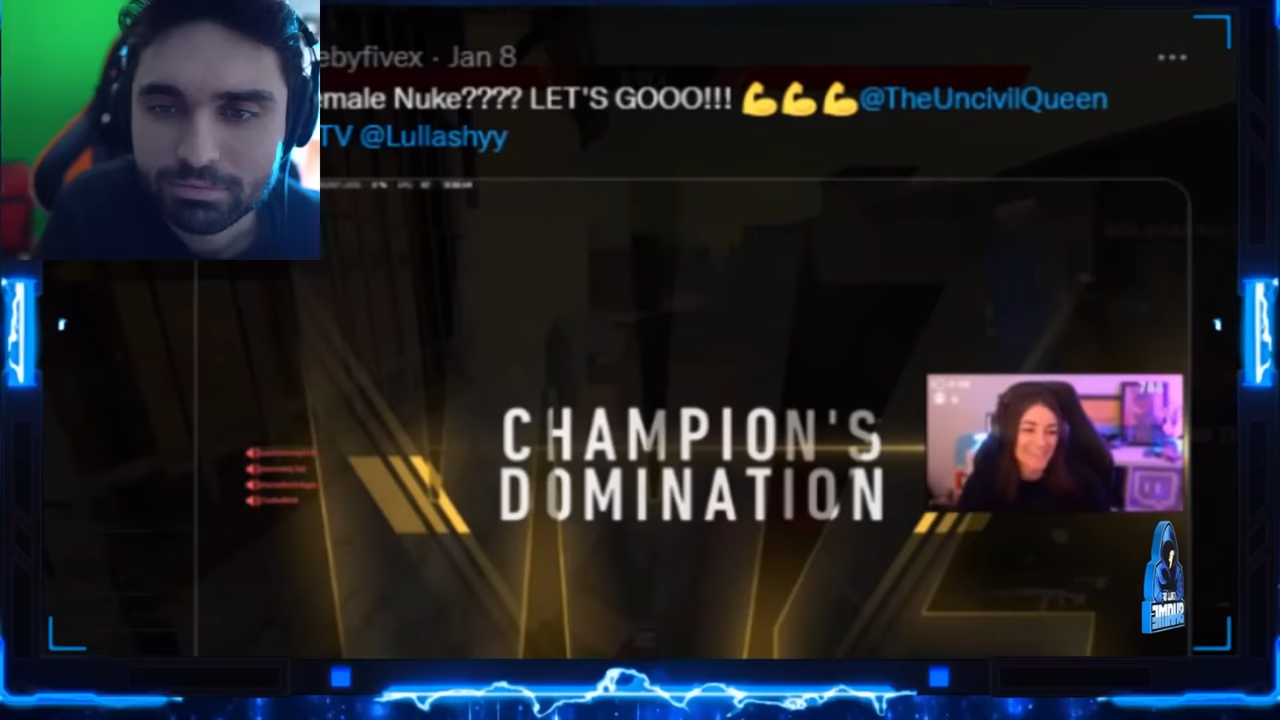 ebyfivex · Jan 8
emale Nuke???? LET'S GOOO!!! 💪💪💪@TheUncivilQueen
TV @Lullashyy
CHAMPION'S
DOMINATION